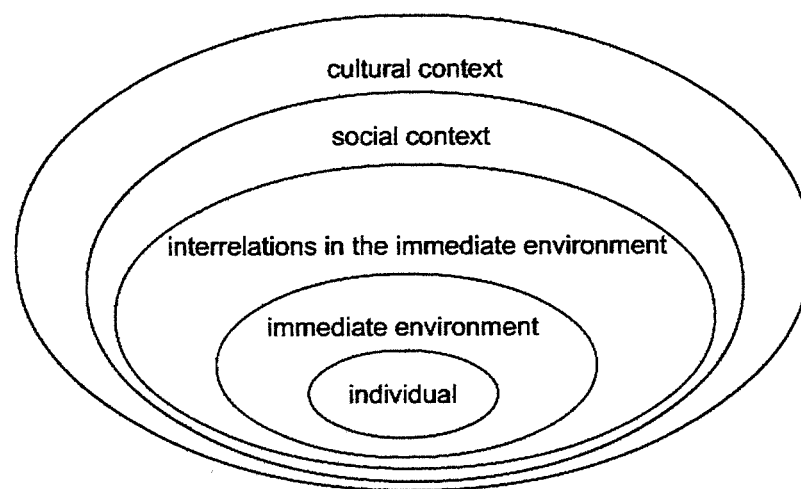 cultural context
social context
interrelations in the immediate environment
immediate environment
individual